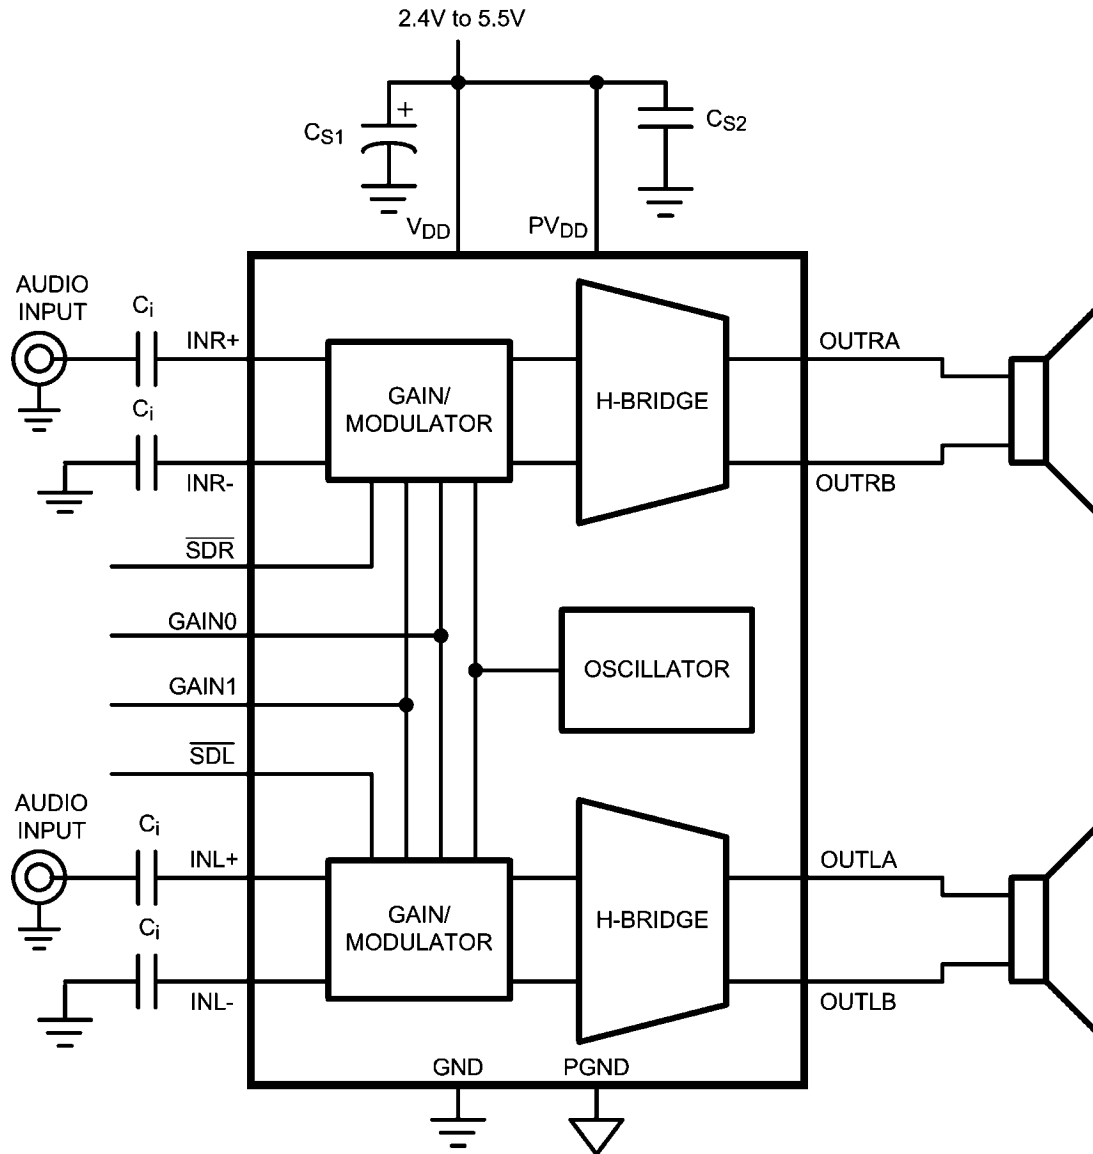 2.4V to 5.5V
+
CS1
CS2
VDD
PVDD
AUDIO
INPUT
Ci
INR+
OUTRA
GAIN/
MODULATOR
H-BRIDGE
Ci
INR-
OUTRB
SDR
GAIN0
OSCILLATOR
GAIN1
SDL
AUDIO
INPUT
Ci
INL+
OUTLA
GAIN/
MODULATOR
H-BRIDGE
Ci
INL-
OUTLB
GND
PGND